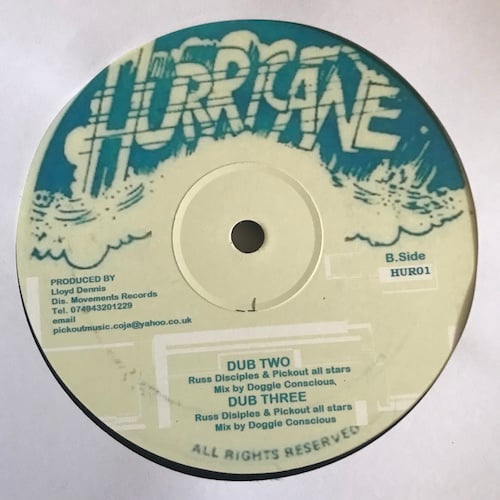 HURRICANE
B.Side
HUR01
PRODUCED BY
Lloyd Dennis
Dis. Movements Records
Tel. 074943201229
email
pickoutmusic.coja@yahoo.co.uk
DUB TWO
Russ Disciples & Pickout all stars
Mix by Doggie Conscious,
DUB THREE
Russ Disiples & Pickout all stars
Mix by Doggie Conscious
ALL RIGHTS RESERVED